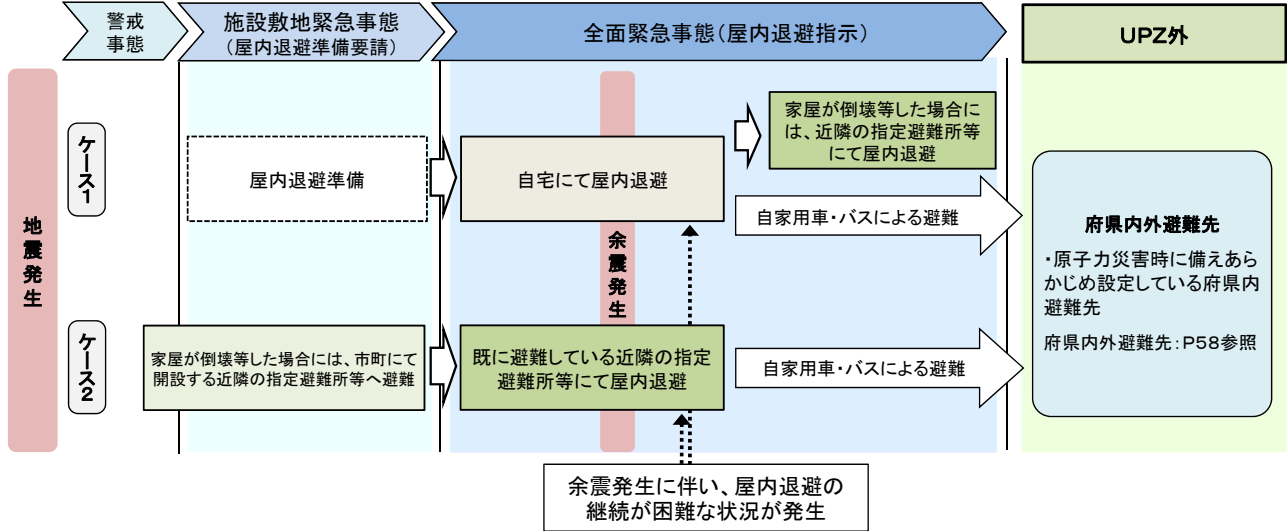 警戒
事態
施設敷地緊急事態
(屋内退避準備要請)
全面緊急事態(屋内退避指示)
UPZ外
地震発生
ケース1
屋内退避準備
自宅にて屋内退避
家屋が倒壊等した場合に
は、近隣の指定避難所等
にて屋内退避
自家用車・バスによる避難
余震発生
ケース2
家屋が倒壊等した場合には、市町にて
開設する近隣の指定避難所等へ避難
既に避難している近隣の指定
避難所等にて屋内退避
自家用車・バスによる避難
府県内外避難先
・原子力災害時に備えあら
かじめ設定している府県内
避難先
府県内外避難先：P58参照
余震発生に伴い、屋内退避の
継続が困難な状況が発生